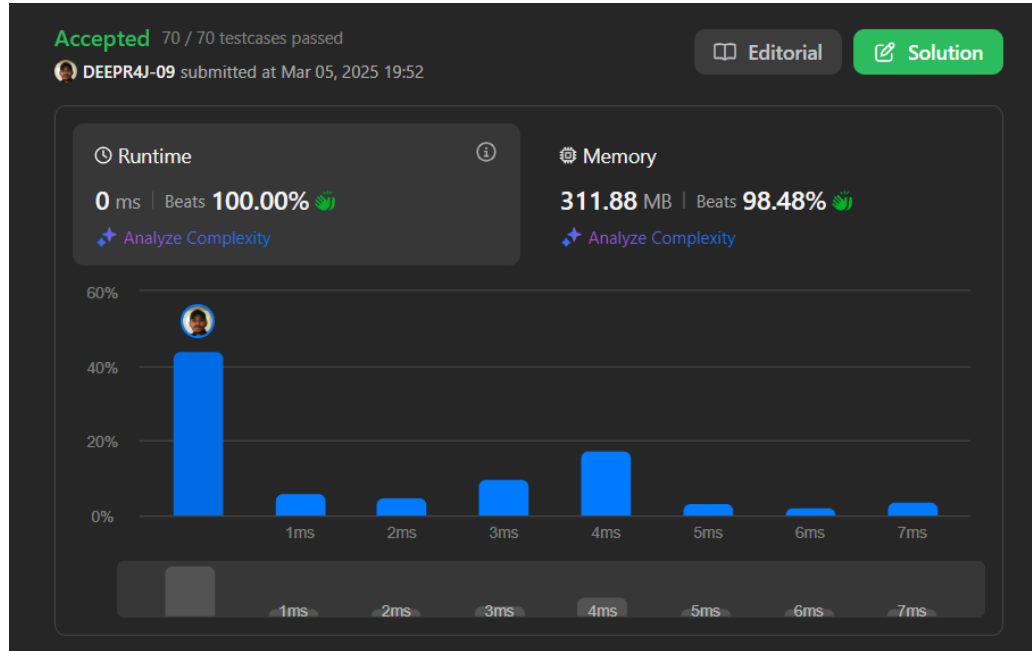 Accepted 70 / 70 testcases passed
DEEPR4J-09 submitted at Mar 05, 2025 19:52
Editorial
Solution
Runtime
0 ms | Beats 100.00%
Analyze Complexity
Memory
311.88 MB | Beats 98.48%
Analyze Complexity
60%
40%
20%
0%
1ms 2ms 3ms 4ms 5ms 6ms 7ms
1ms 2ms 3ms 4ms 5ms 6ms 7ms